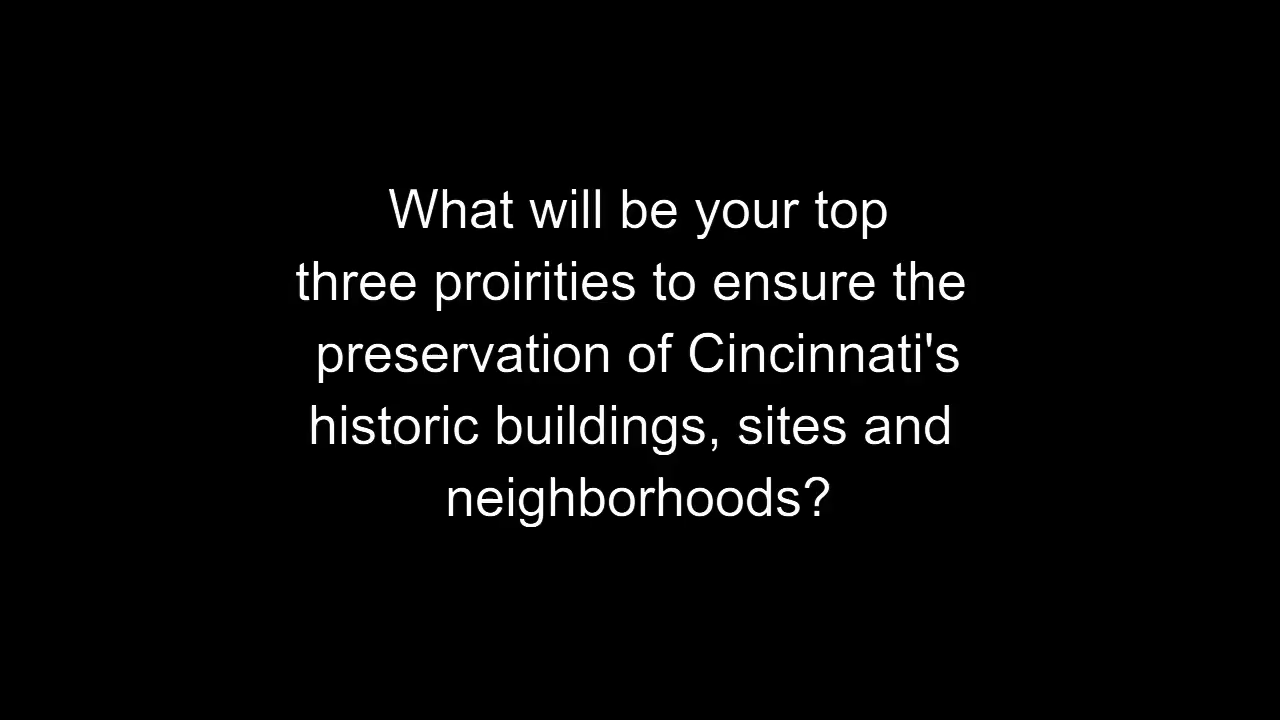 What will be your top
three proirities to ensure the
preservation of Cincinnati's
historic buildings, sites and
neighborhoods?